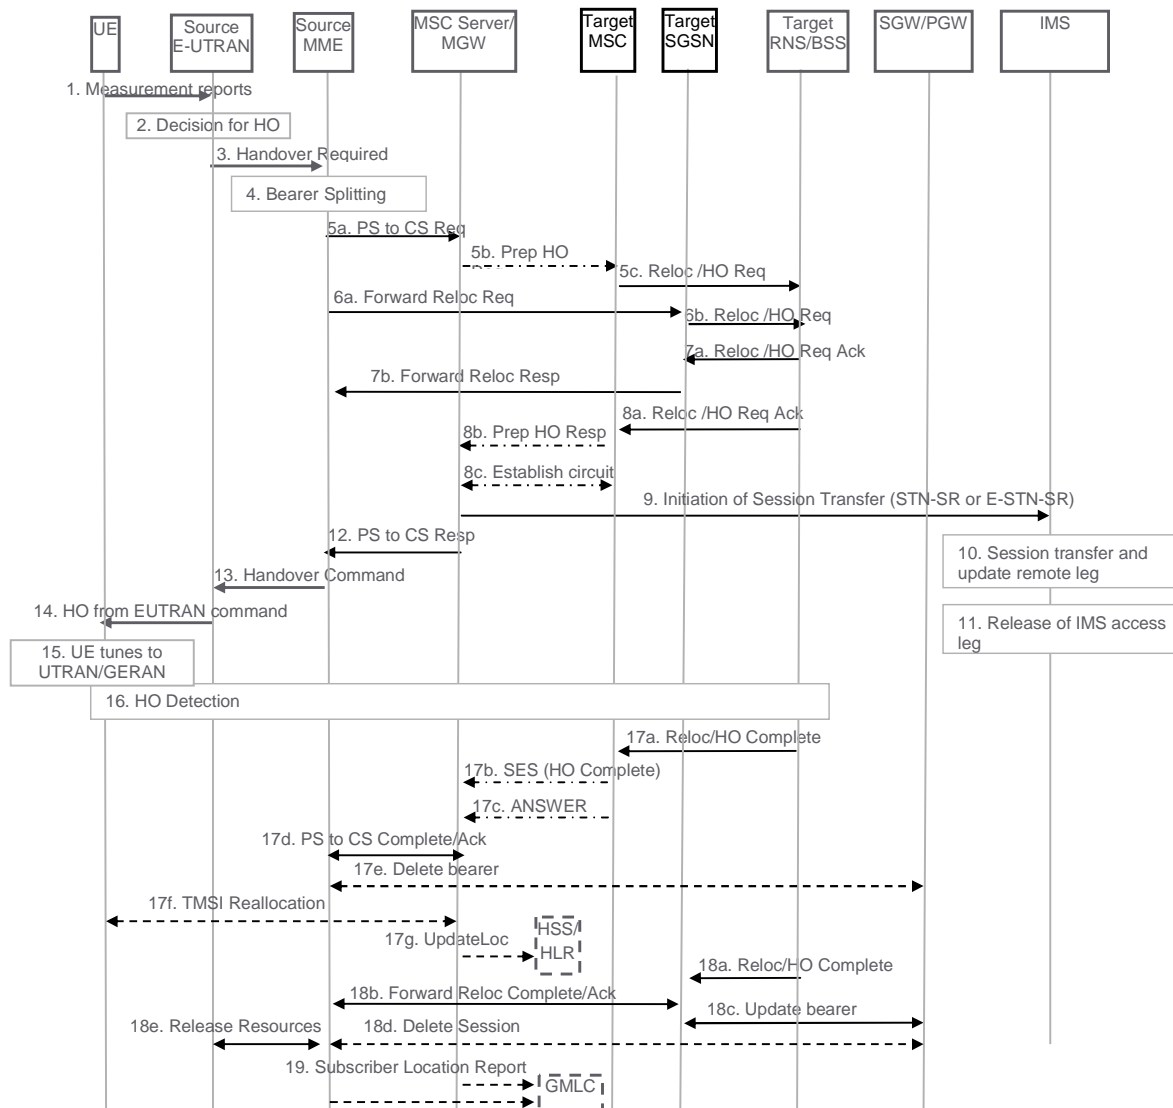 UE
Source
E-UTRAN
Source
MME
MSC Server/
MGW
Target
MSC
Target
SGSN
Target
RNS/BSS
SGW/PGW
IMS
1. Measurement reports
2. Decision for HO
3. Handover Required
4. Bearer Splitting
5a. PS to CS Req
5b. Prep HO
5c. Reloc /HO Req
6a. Forward Reloc Req
6b. Reloc /HO Req
7a. Reloc /HO Req Ack
7b. Forward Reloc Resp
8a. Reloc /HO Req Ack
8b. Prep HO Resp
8c. Establish circuit
9. Initiation of Session Transfer (STN-SR or E-STN-SR)
12. PS to CS Resp
10. Session transfer and
update remote leg
13. Handover Command
14. HO from EUTRAN command
11. Release of IMS access
leg
15. UE tunes to
UTRAN/GERAN
16. HO Detection
17a. Reloc/HO Complete
17b. SES (HO Complete)
17c. ANSWER
17d. PS to CS Complete/Ack
17e. Delete bearer
17f. TMSI Reallocation
HSS/
HLR
17g. UpdateLoc
18a. Reloc/HO Complete
18b. Forward Reloc Complete/Ack
18c. Update bearer
18e. Release Resources
18d. Delete Session
19. Subscriber Location Report
GMLC